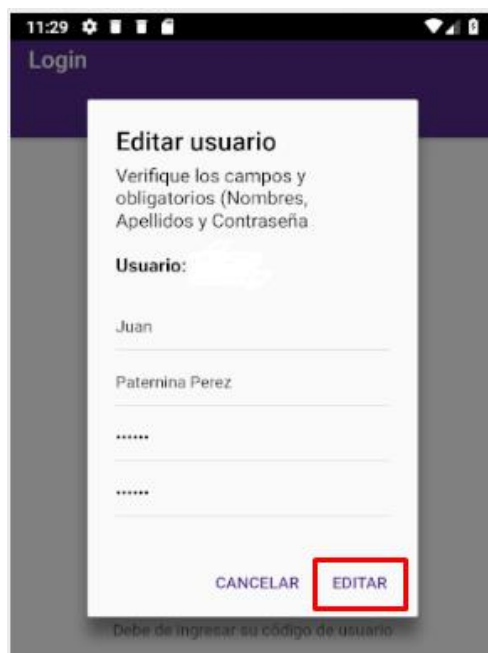 11:29
Login
Editar usuario
Verifique los campos y
obligatorios (Nombres,
Apellidos y Contraseña
Usuario:
Juan
Paternina Perez
••••••
••••••
CANCELAR EDITAR
Debe de ingresar su código de usuario